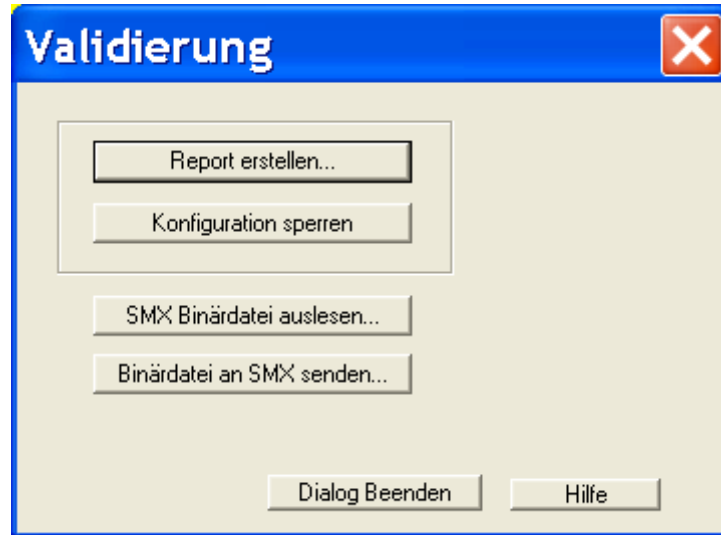 Validierung
Report erstellen...
Konfiguration sperren
SMX Binärdatei auslesen...
Binärdatei an SMX senden...
Dialog Beenden
Hilfe